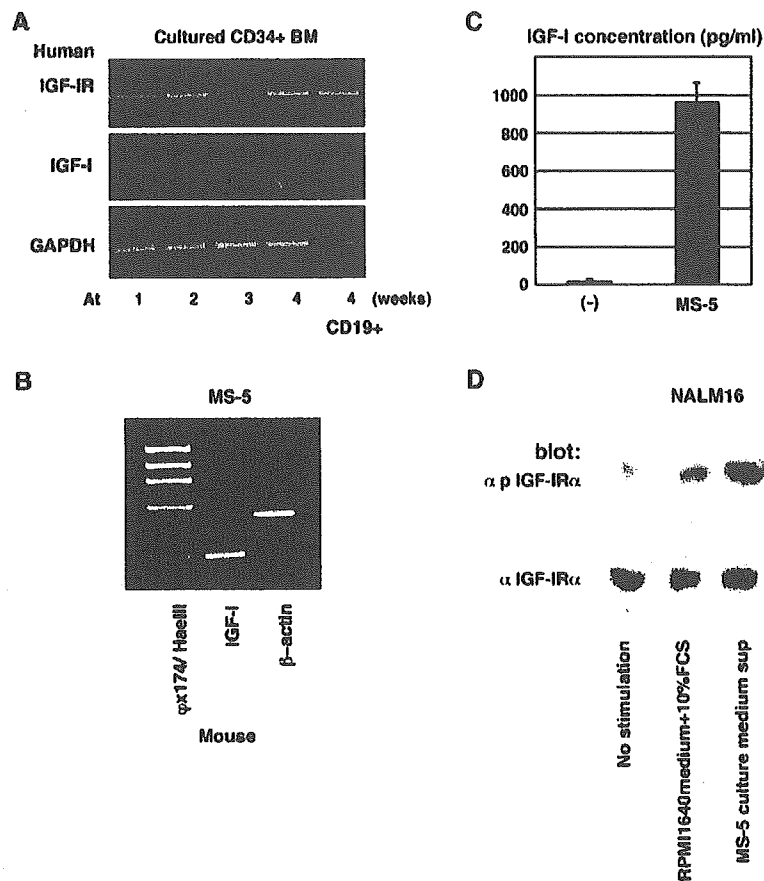 A
Cultured CD34+ BM
Human
IGF-IR
IGF-I
GAPDH
At 1 2 3 4 4 (weeks)
CD19+
B
MS-5
φx174/ HaeIII
IGF-I
β-actin
Mouse
C
IGF-I concentration (pg/ml)
1000
800
600
400
200
0
(-) MS-5
D
NALM16
blot:
α p IGF-IRα
α IGF-IRα
No stimulation
RPMI1640medium+10%FCS
MS-5 culture medium sup